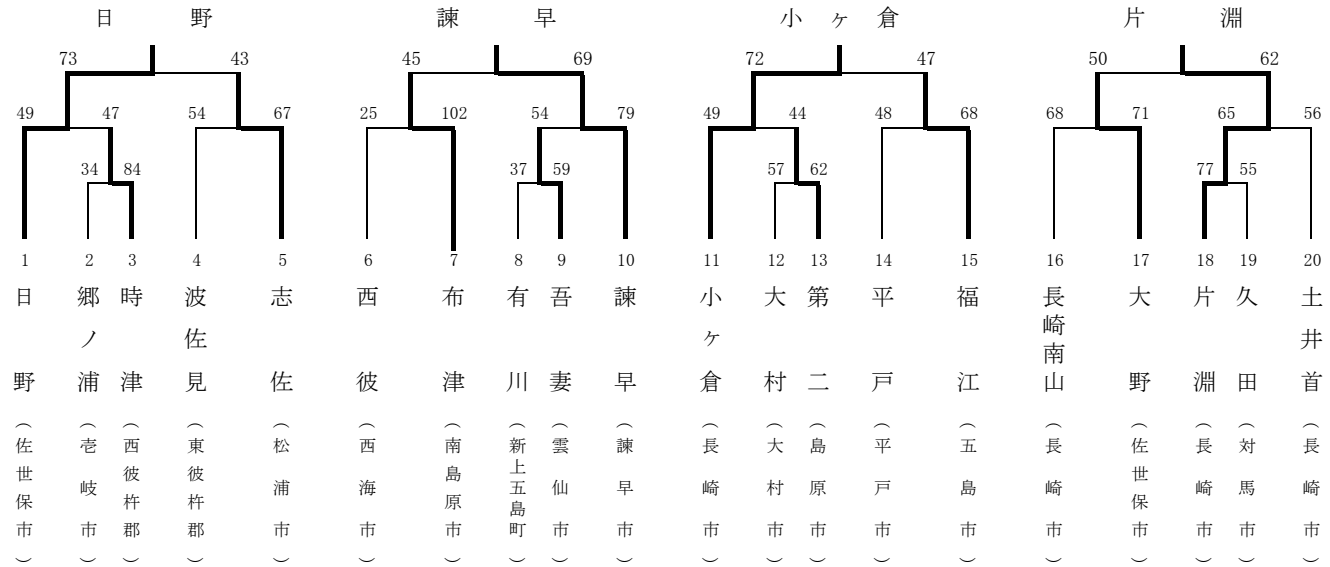 日野 諫早 小ヶ倉 片淵
73 43 45 69 72 47 50 62
49 47 54 67 25 102 54 79 49 44 48 68 68 71 65 56
34 84 37 59 57 62 77 55
1 2 3 4 5 6 7 8 9 10 11 12 13 14 15 16 17 18 19 20
日野
(佐世保市)
郷ノ浦
(壱岐市)
時津
(西彼杵郡)
波佐見
(東彼杵郡)
志佐
(松浦市)
西彼
(西海市)
布津
(南島原市)
有川
(新上五島町)
吾妻
(雲仙市)
諫早
(諫早市)
小ヶ倉
(長崎市)
大村
(大村市)
第二
(島原市)
平戸
(平戸市)
福江
(五島市)
長崎南山
(長崎市)
大野
(佐世保市)
片淵
(長崎市)
久田
(対馬市)
土井首
(長崎市)